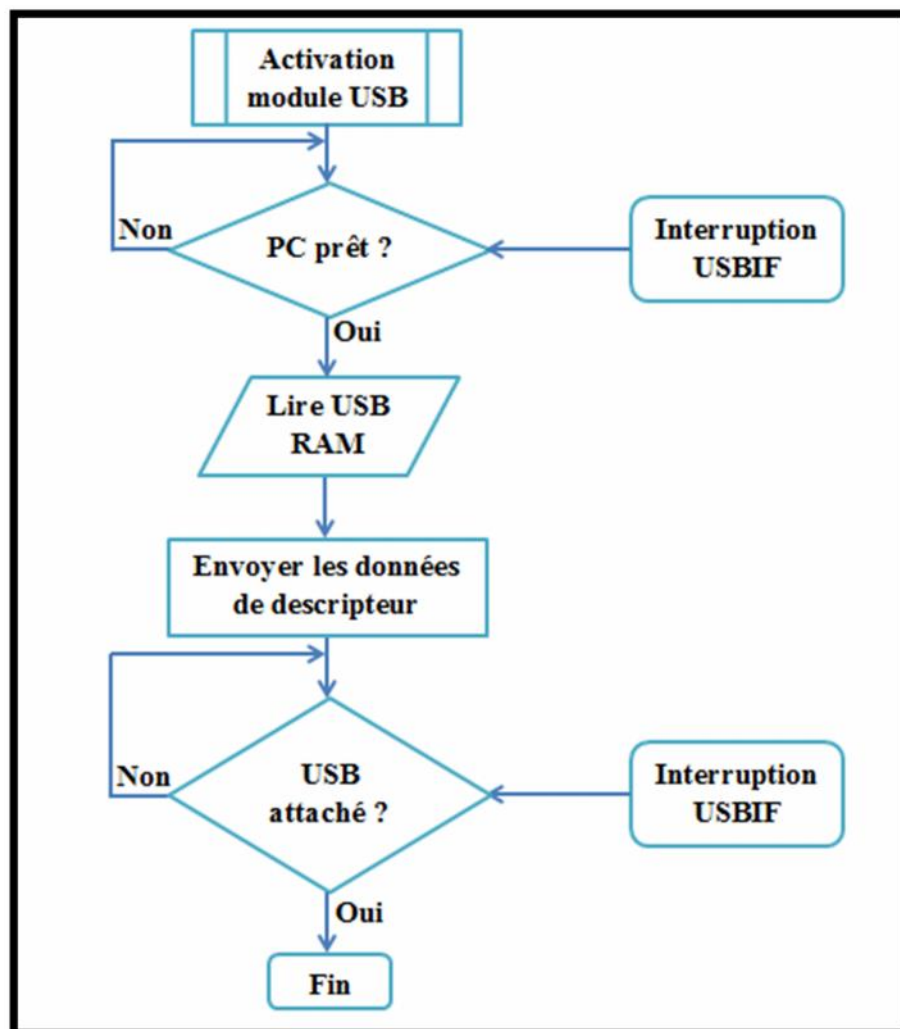 Activation
module USB
Non
PC prêt ?
Interruption
USBIF
Oui
Lire USB
RAM
Envoyer les données
de descripteur
Non
USB
attaché ?
Interruption
USBIF
Oui
Fin